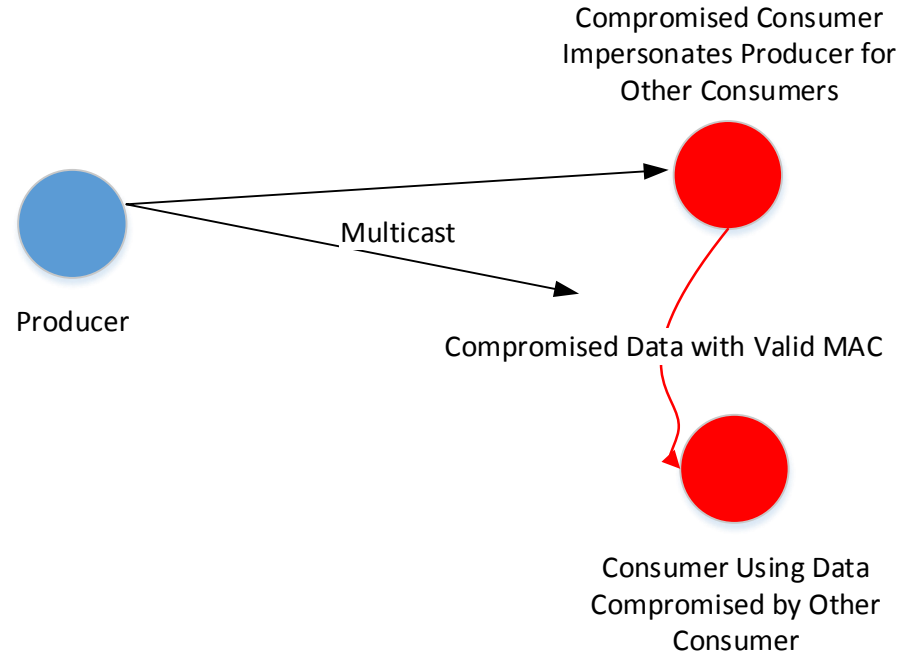 Compromised Consumer
Impersonates Producer for
Other Consumers
Multicast
Producer
Compromised Data with Valid MAC
Consumer Using Data
Compromised by Other
Consumer